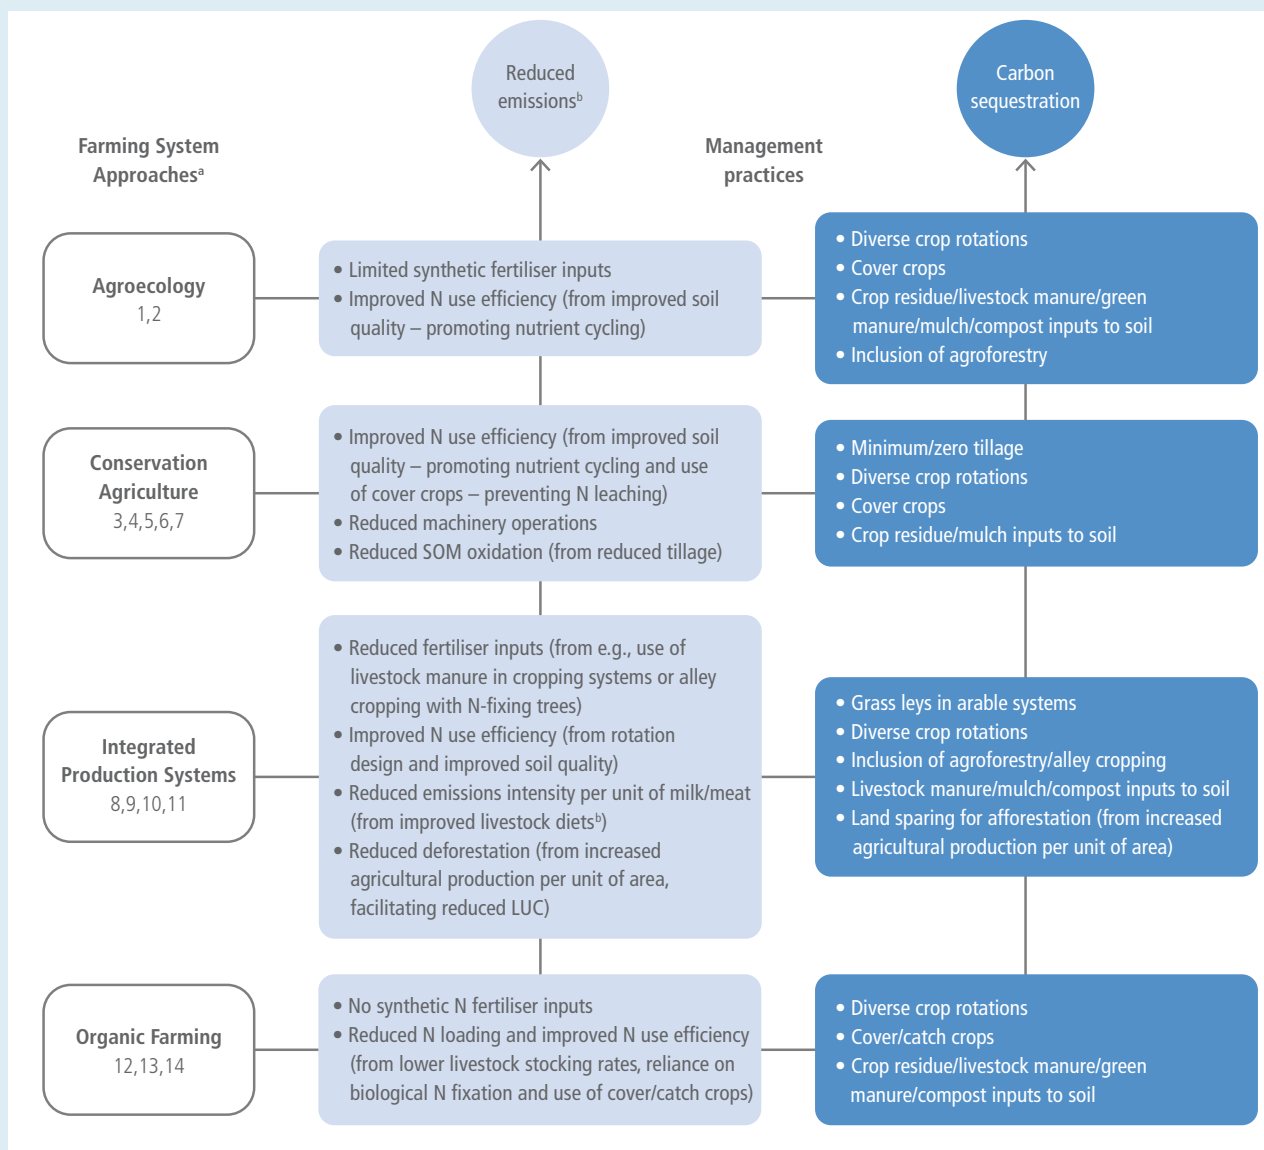 Reduced
emissionsᵇ
Carbon
sequestration
Farming System
Approachesᵃ
Management
practices
Agroecology
1,2
• Limited synthetic fertiliser inputs
• Improved N use efficiency (from improved soil
quality – promoting nutrient cycling)
• Diverse crop rotations
• Cover crops
• Crop residue/livestock manure/green
manure/mulch/compost inputs to soil
• Inclusion of agroforestry
Conservation
Agriculture
3,4,5,6,7
• Improved N use efficiency (from improved soil
quality – promoting nutrient cycling and use
of cover crops – preventing N leaching)
• Reduced machinery operations
• Reduced SOM oxidation (from reduced tillage)
• Minimum/zero tillage
• Diverse crop rotations
• Cover crops
• Crop residue/mulch inputs to soil
Integrated
Production Systems
8,9,10,11
• Reduced fertiliser inputs (from e.g., use of
livestock manure in cropping systems or alley
cropping with N-fixing trees)
• Improved N use efficiency (from rotation
design and improved soil quality)
• Reduced emissions intensity per unit of milk/meat
(from improved livestock dietsᵇ)
• Reduced deforestation (from increased
agricultural production per unit of area,
facilitating reduced LUC)
• Grass leys in arable systems
• Diverse crop rotations
• Inclusion of agroforestry/alley cropping
• Livestock manure/mulch/compost inputs to soil
• Land sparing for afforestation (from increased
agricultural production per unit of area)
Organic Farming
12,13,14
• No synthetic N fertiliser inputs
• Reduced N loading and improved N use efficiency
(from lower livestock stocking rates, reliance on
biological N fixation and use of cover/catch crops)
• Diverse crop rotations
• Cover/catch crops
• Crop residue/livestock manure/green
manure/compost inputs to soil